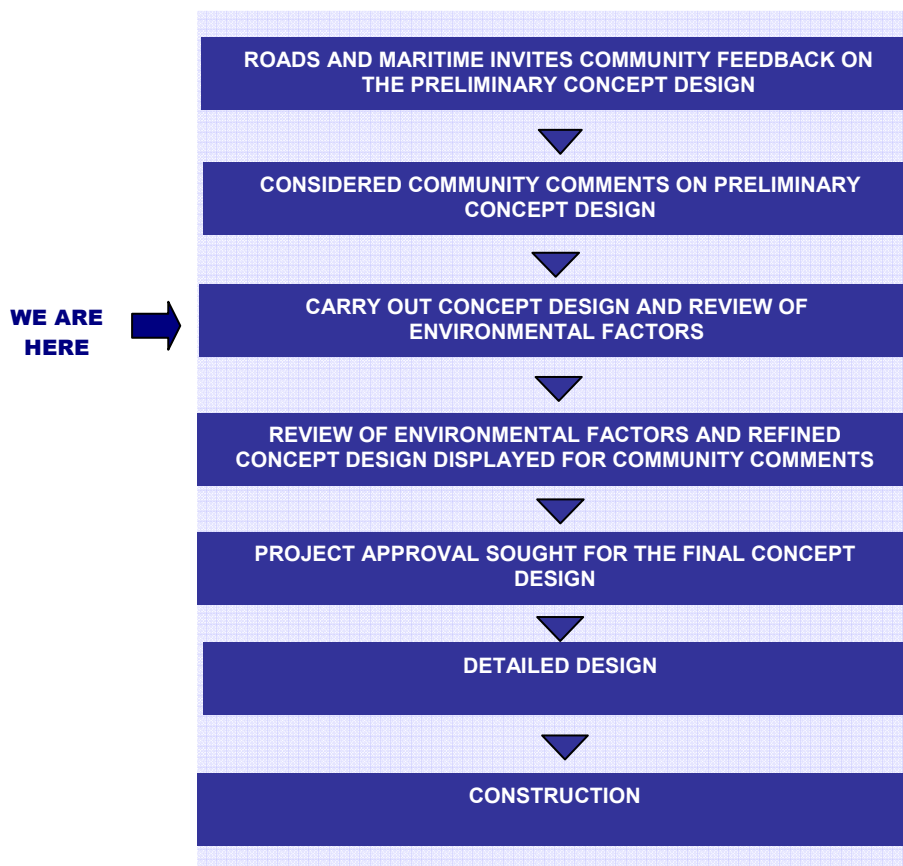 ROADS AND MARITIME INVITES COMMUNITY FEEDBACK ON
THE PRELIMINARY CONCEPT DESIGN
CONSIDERED COMMUNITY COMMENTS ON PRELIMINARY
CONCEPT DESIGN
WE ARE
HERE
CARRY OUT CONCEPT DESIGN AND REVIEW OF
ENVIRONMENTAL FACTORS
REVIEW OF ENVIRONMENTAL FACTORS AND REFINED
CONCEPT DESIGN DISPLAYED FOR COMMUNITY COMMENTS
PROJECT APPROVAL SOUGHT FOR THE FINAL CONCEPT
DESIGN
DETAILED DESIGN
CONSTRUCTION